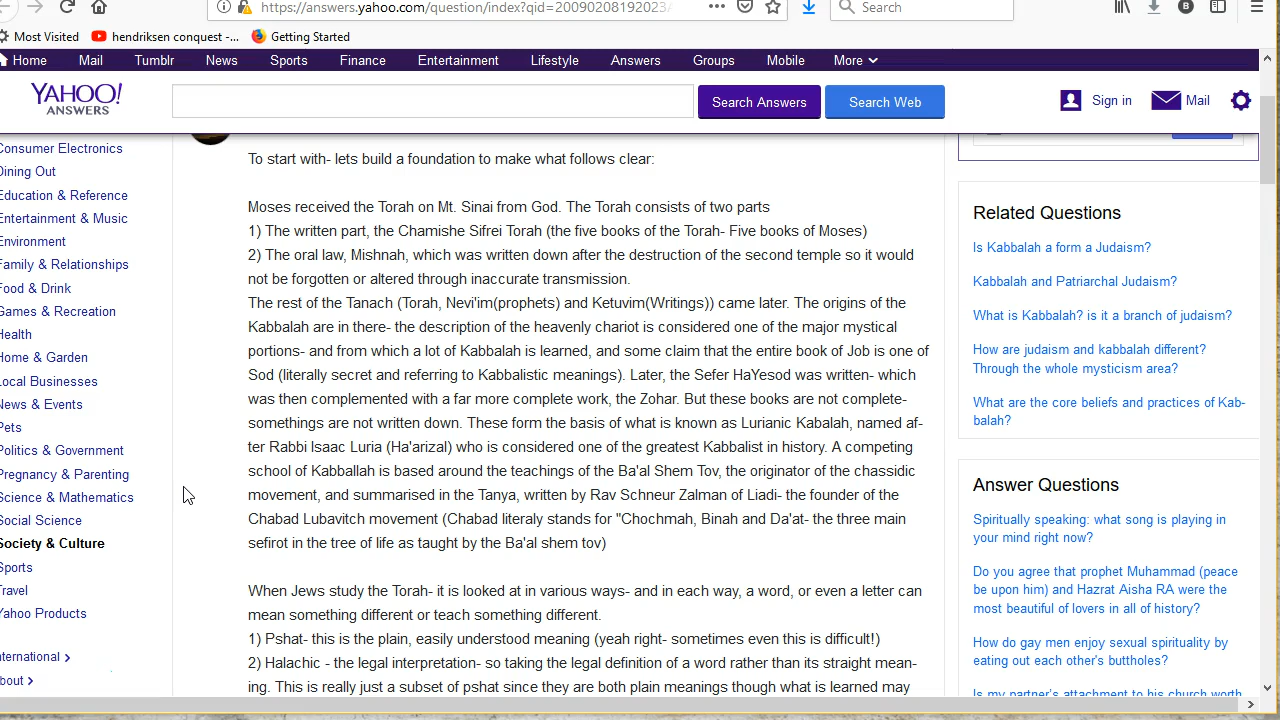 https://answers.yahoo.com/question/index?qid=20090208192023A
Search
Most Visited
hendriksen conquest -...
Getting Started
Home Mail Tumblr News Sports Finance Entertainment Lifestyle Answers Groups Mobile More
YAHOO!
ANSWERS
Search Answers
Search Web
Sign in
Mail
Consumer Electronics
Dining Out
Education & Reference
Entertainment & Music
Environment
Family & Relationships
Food & Drink
Games & Recreation
Health
Home & Garden
Local Businesses
News & Events
Pets
Politics & Government
Pregnancy & Parenting
Science & Mathematics
Social Science
Society & Culture
Sports
Travel
Yahoo Products
nternational
bout
To start with- lets build a foundation to make what follows clear:
Moses received the Torah on Mt. Sinai from God. The Torah consists of two parts
1) The written part, the Chamishe Sifrei Torah (the five books of the Torah- Five books of Moses)
2) The oral law, Mishnah, which was written down after the destruction of the second temple so it would
not be forgotten or altered through inaccurate transmission.
The rest of the Tanach (Torah, Nevi'im(prophets) and Ketuvim(Writings)) came later. The origins of the
Kabbalah are in there- the description of the heavenly chariot is considered one of the major mystical
portions- and from which a lot of Kabbalah is learned, and some claim that the entire book of Job is one of
Sod (literally secret and referring to Kabbalistic meanings). Later, the Sefer HaYesod was written- which
was then complemented with a far more complete work, the Zohar. But these books are not complete-
somethings are not written down. These form the basis of what is known as Lurianic Kabalah, named af-
ter Rabbi Isaac Luria (Ha'arizal) who is considered one of the greatest Kabbalist in history. A competing
school of Kabballah is based around the teachings of the Ba'al Shem Tov, the originator of the chassidic
movement, and summarised in the Tanya, written by Rav Schneur Zalman of Liadi- the founder of the
Chabad Lubavitch movement (Chabad literaly stands for "Chochmah, Binah and Da'at- the three main
sefirot in the tree of life as taught by the Ba'al shem tov)
When Jews study the Torah- it is looked at in various ways- and in each way, a word, or even a letter can
mean something different or teach something different.
1) Pshat- this is the plain, easily understood meaning (yeah right- sometimes even this is difficult!)
2) Halachic - the legal interpretation- so taking the legal definition of a word rather than its straight mean-
ing. This is really just a subset of pshat since they are both plain meanings though what is learned may
Related Questions
Is Kabbalah a form a Judaism?
Kabbalah and Patriarchal Judaism?
What is Kabbalah? is it a branch of judaism?
How are judaism and kabbalah different?
Through the whole mysticism area?
What are the core beliefs and practices of Kab-
balah?
Answer Questions
Spiritually speaking: what song is playing in
your mind right now?
Do you agree that prophet Muhammad (peace
be upon him) and Hazrat Aisha RA were the
most beautiful of lovers in all of history?
How do gay men enjoy sexual spirituality by
eating out each other's buttholes?
Is my partner's attachment to his church worth